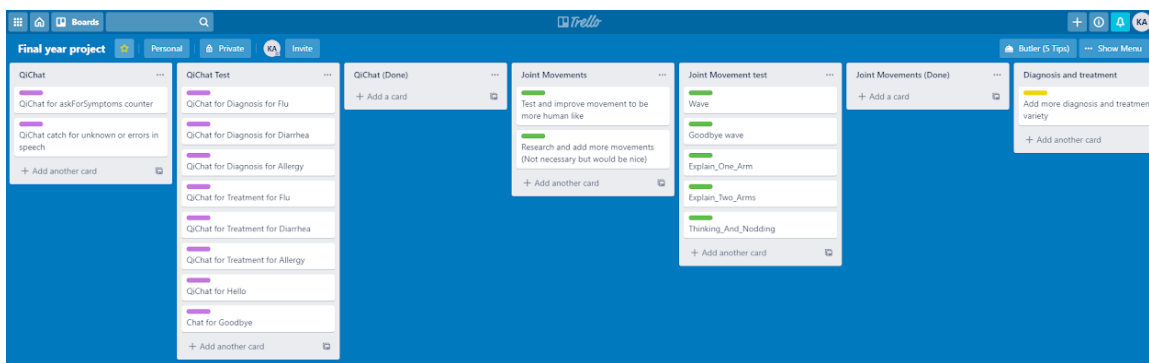 Boards
Trello
KA
Final year project
Personal
Private
KA
Invite
Butler (5 Tips)
... Show Menu
QiChat
QiChat for askForSymptoms counter
QiChat catch for unknown or errors in
speech
+ Add another card
QiChat Test
QiChat for Diagnosis for Flu
QiChat for Diagnosis for Diarrhea
QiChat for Diagnosis for Allergy
QiChat for Treatment for Flu
QiChat for Treatment for Diarrhea
QiChat for Treatment for Allergy
QiChat for Hello
Chat for Goodbye
+ Add another card
QiChat (Done)
+ Add a card
Joint Movements
Test and improve movement to be
more human like
Research and add more movements
(Not necessary but would be nice)
+ Add another card
Joint Movement test
Wave
Goodbye wave
Explain_One_Arm
Explain_Two_Arms
Thinking_And_Nodding
+ Add another card
Joint Movements (Done)
+ Add a card
Diagnosis and treatment
Add more diagnosis and treatmen
variety
+ Add another card